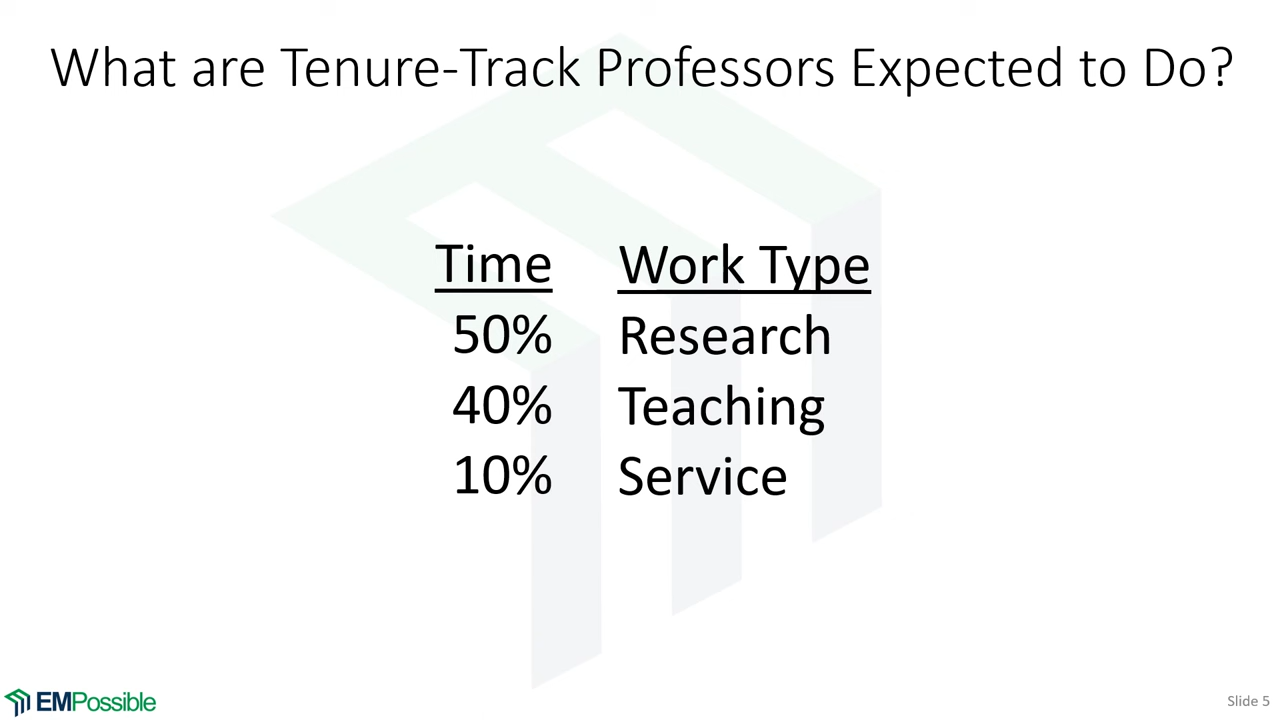 What are Tenure-Track Professors Expected to Do?
Time Work Type
50% Research
40% Teaching
10% Service
EMPossible
Slide 5